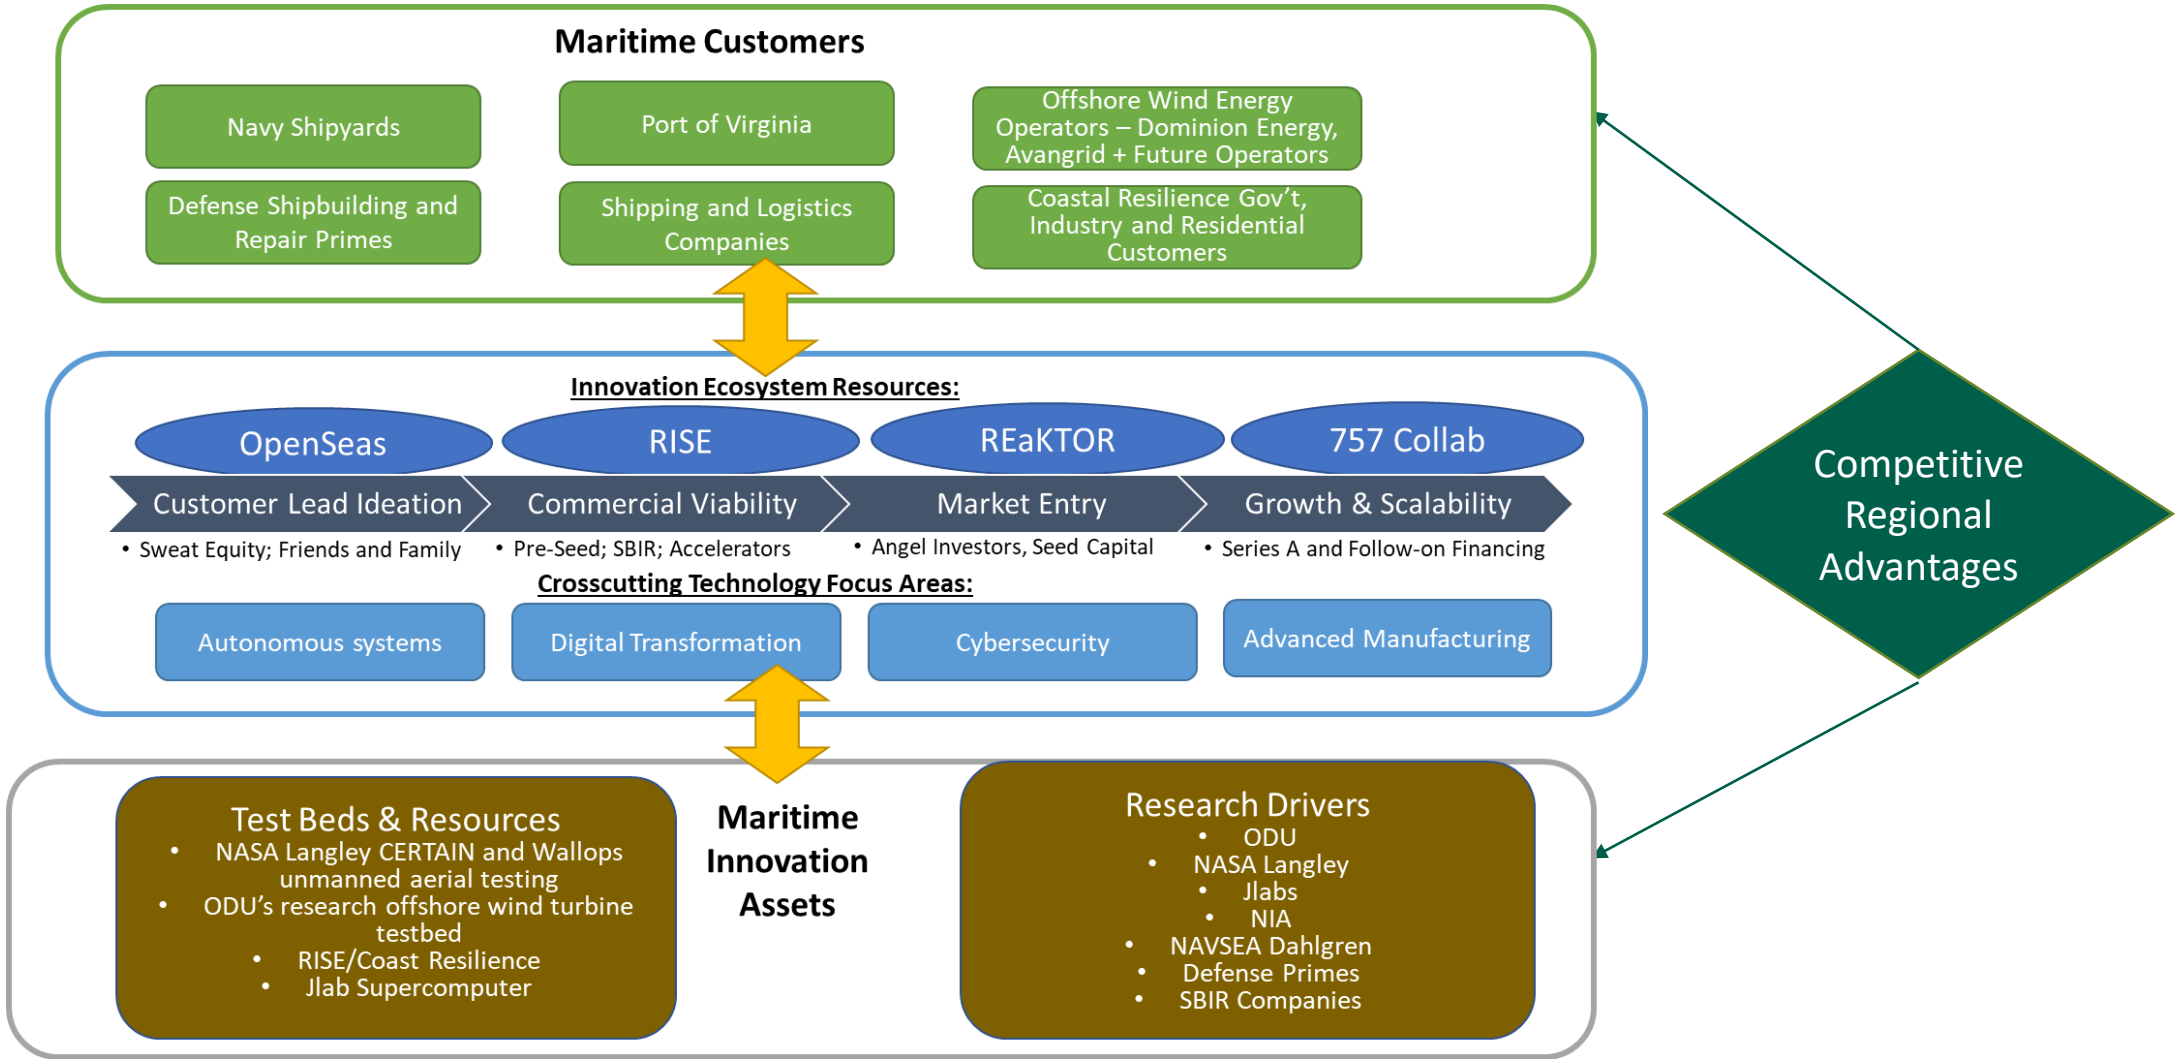 Maritime Customers
Navy Shipyards
Port of Virginia
Offshore Wind Energy
Operators – Dominion Energy,
Avangrid + Future Operators
Defense Shipbuilding and
Repair Primes
Shipping and Logistics
Companies
Coastal Resilience Gov’t,
Industry and Residential
Customers
Innovation Ecosystem Resources:
OpenSeas
RISE
REaKTOR
757 Collab
Customer Lead Ideation
Commercial Viability
Market Entry
Growth & Scalability
• Sweat Equity; Friends and Family
• Pre-Seed; SBIR; Accelerators
• Angel Investors, Seed Capital
• Series A and Follow-on Financing
Crosscutting Technology Focus Areas:
Autonomous systems
Digital Transformation
Cybersecurity
Advanced Manufacturing
Competitive
Regional
Advantages
Test Beds & Resources
• NASA Langley CERTAIN and Wallops
unmanned aerial testing
• ODU’s research offshore wind turbine
testbed
• RISE/Coast Resilience
• Jlab Supercomputer
Maritime
Innovation
Assets
Research Drivers
• ODU
• NASA Langley
• Jlabs
• NIA
• NAVSEA Dahlgren
• Defense Primes
• SBIR Companies